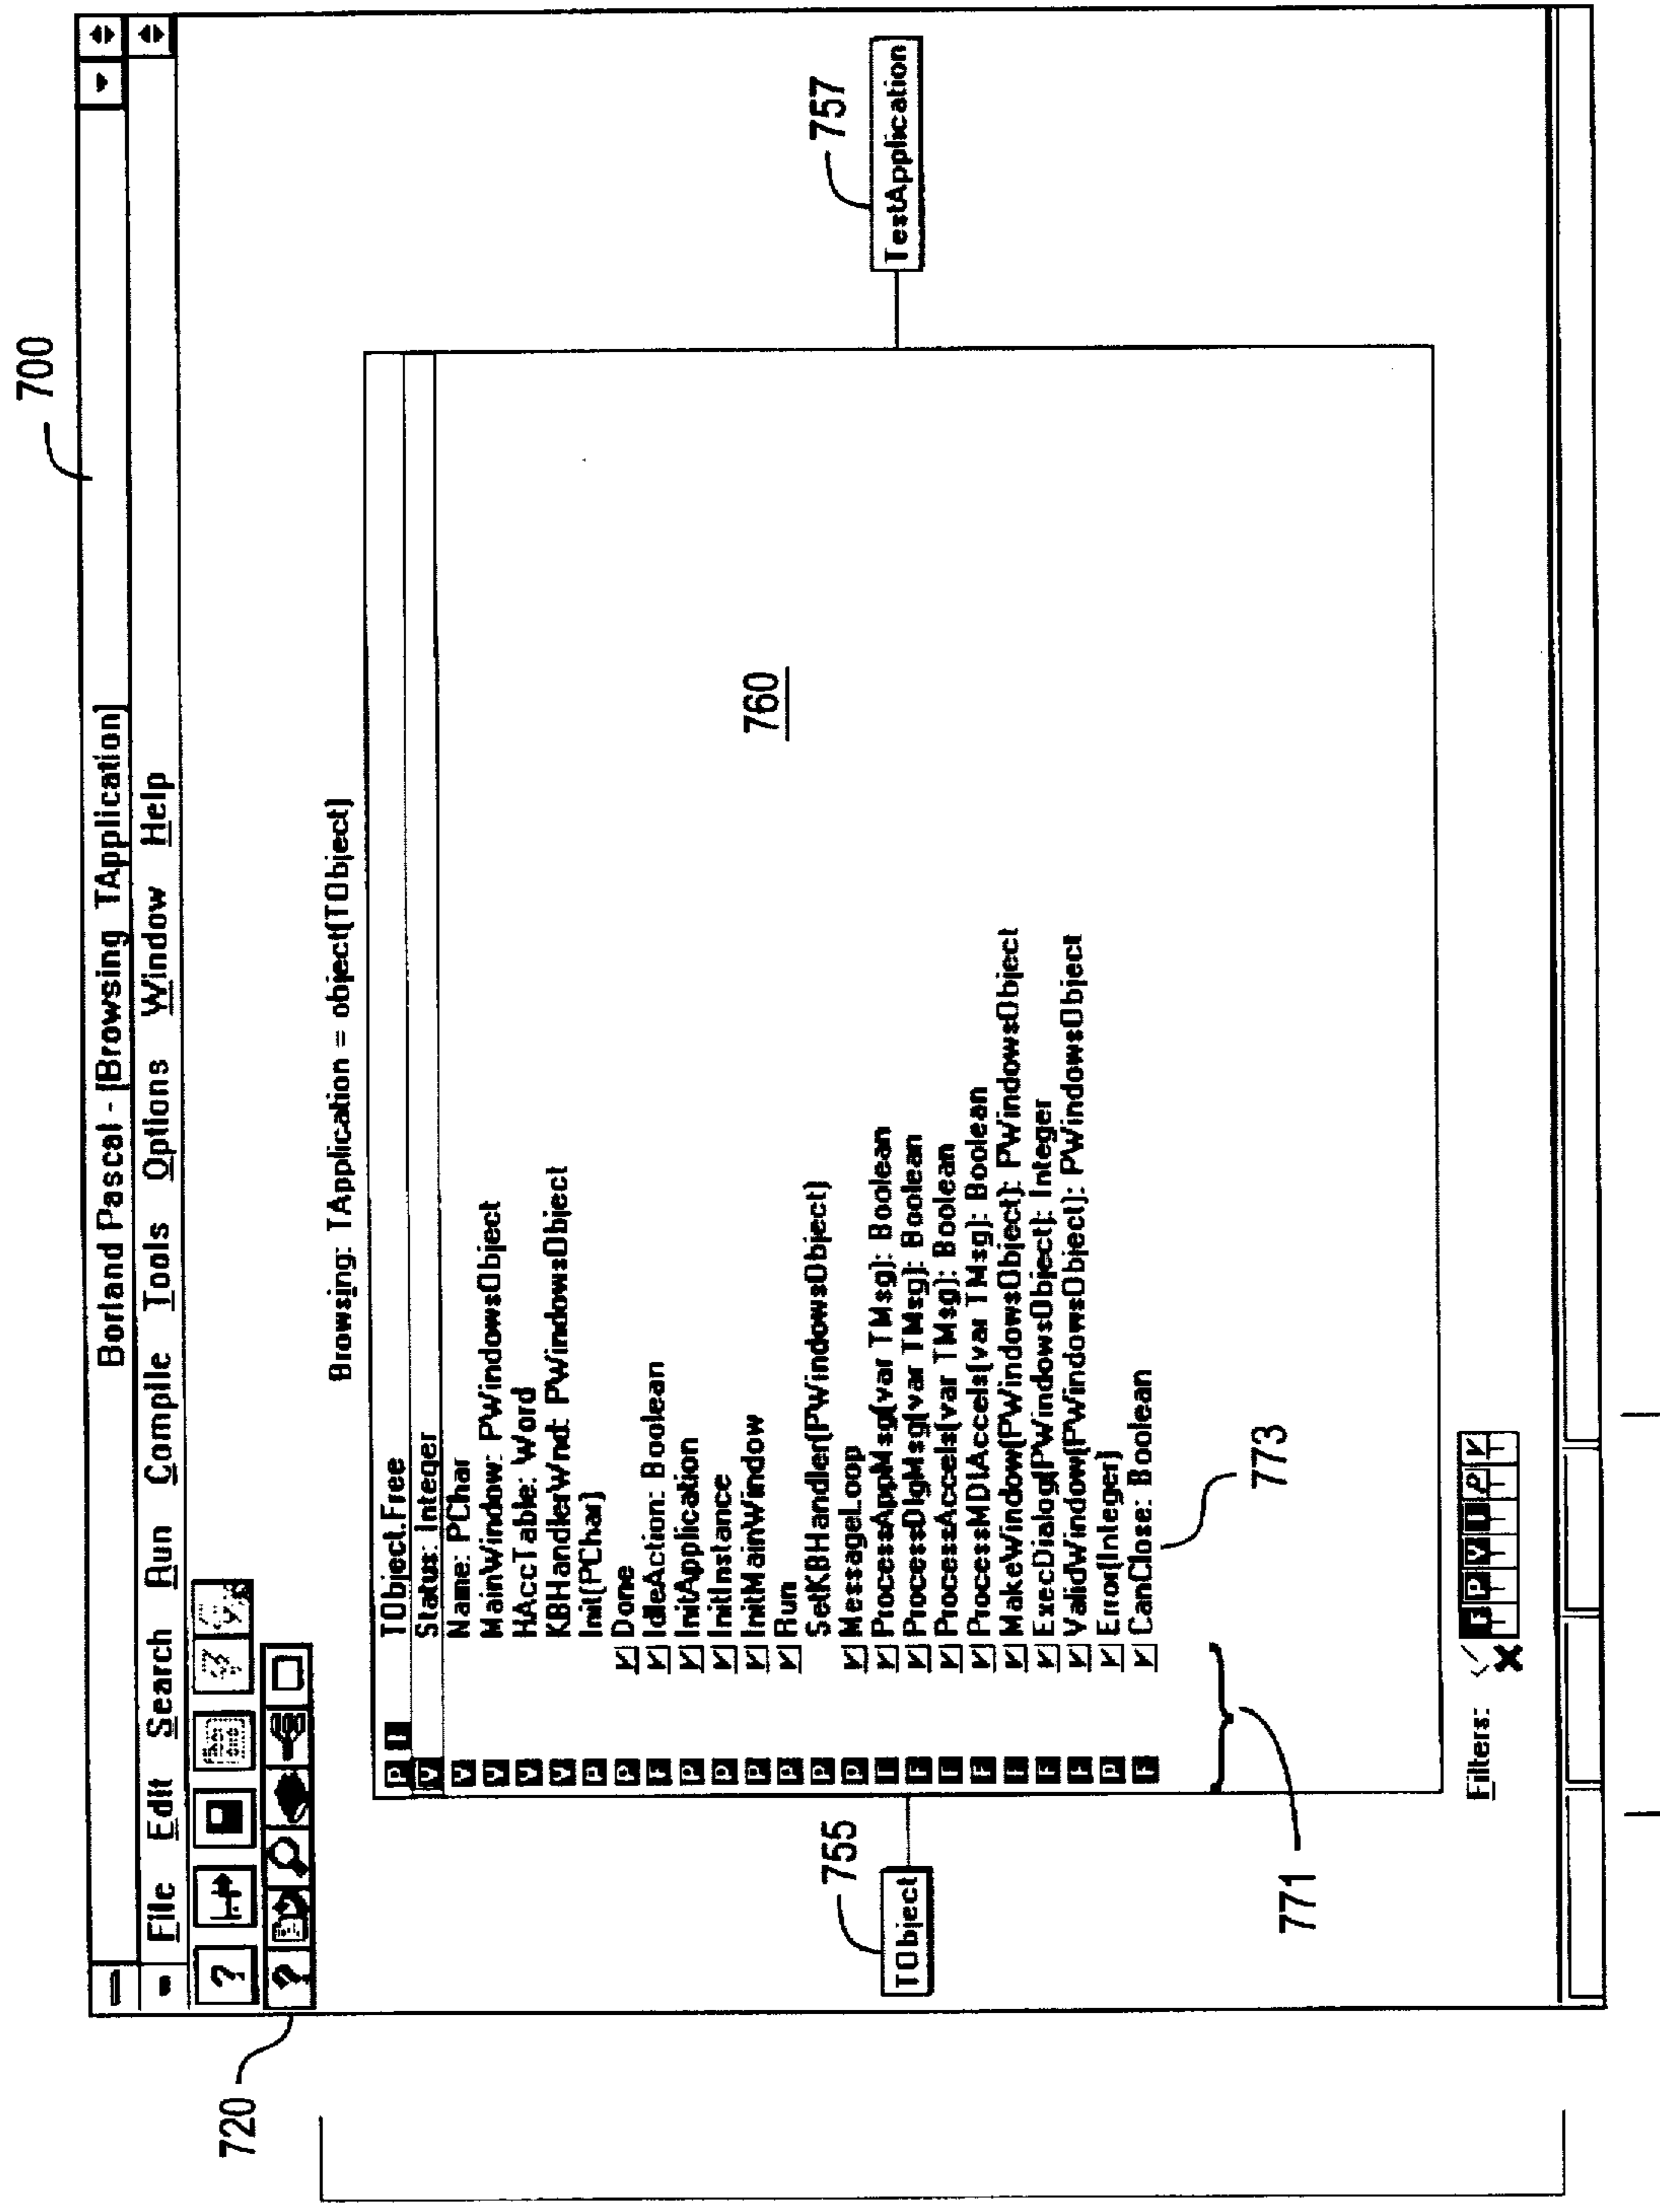 700
Borland Pascal - [Browsing TApplication]
File Edit Search Run Compile Tools Options Window Help
?
720
?
Browsing: TApplication = object(TObject)
P I TObject.Free
V Status: Integer
V Name: PChar
V MainWindow: PWindowsObject
V HAccTable: Word
V KBHandlerWnd: PWindowsObject
P Init(PChar)
P V Done
F V IdleAction: Boolean
P V InitApplication
P V InitInstance
P V InitMainWindow
P V Run
P SetKBHandler(PWindowsObject)
P V MessageLoop
F V ProcessAppMsg(var TMsg): Boolean
F V ProcessDlgMsg(var TMsg): Boolean
F V ProcessAccels(var TMsg): Boolean
F V ProcessMDIAccels(var TMsg): Boolean
F V MakeWindow(PWindowsObject): PWindowsObject
F V ExecDialog(PWindowsObject): Integer
F V ValidWindow(PWindowsObject): PWindowsObject
P V Error(Integer)
F V CanClose: Boolean
760
755
TObject
757
TestApplication
771
773
Filters: F P V I V